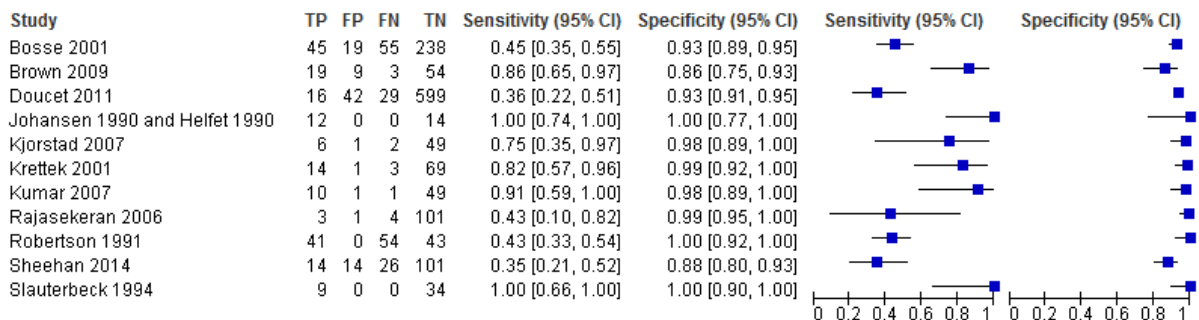 Study TP FP FN TN Sensitivity (95% CI) Specificity (95% CI) Sensitivity (95% CI) Specificity (95% CI)
Bosse 2001 45 19 55 238 0.45 [0.35, 0.55] 0.93 [0.89, 0.95]
Brown 2009 19 9 3 54 0.86 [0.65, 0.97] 0.86 [0.75, 0.93]
Doucet 2011 16 42 29 599 0.36 [0.22, 0.51] 0.93 [0.91, 0.95]
Johansen 1990 and Helfet 1990 12 0 0 14 1.00 [0.74, 1.00] 1.00 [0.77, 1.00]
Kjorstad 2007 6 1 2 49 0.75 [0.35, 0.97] 0.98 [0.89, 1.00]
Krettek 2001 14 1 3 69 0.82 [0.57, 0.96] 0.99 [0.92, 1.00]
Kumar 2007 10 1 1 49 0.91 [0.59, 1.00] 0.98 [0.89, 1.00]
Rajasekeran 2006 3 1 4 101 0.43 [0.10, 0.82] 0.99 [0.95, 1.00]
Robertson 1991 41 0 54 43 0.43 [0.33, 0.54] 1.00 [0.92, 1.00]
Sheehan 2014 14 14 26 101 0.35 [0.21, 0.52] 0.88 [0.80, 0.93]
Slauterbeck 1994 9 0 0 34 1.00 [0.66, 1.00] 1.00 [0.90, 1.00]
0 0.2 0.4 0.6 0.8 1 0 0.2 0.4 0.6 0.8 1